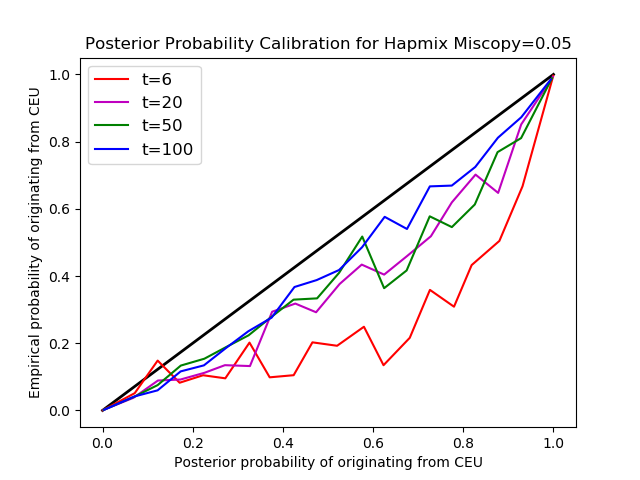 Posterior Probability Calibration for Hapmix Miscopy=0.05
t=6
t=20
t=50
t=100
Empirical probability of originating from CEU
1.0
0.8
0.6
0.4
0.2
0.0
0.0 0.2 0.4 0.6 0.8 1.0
Posterior probability of originating from CEU